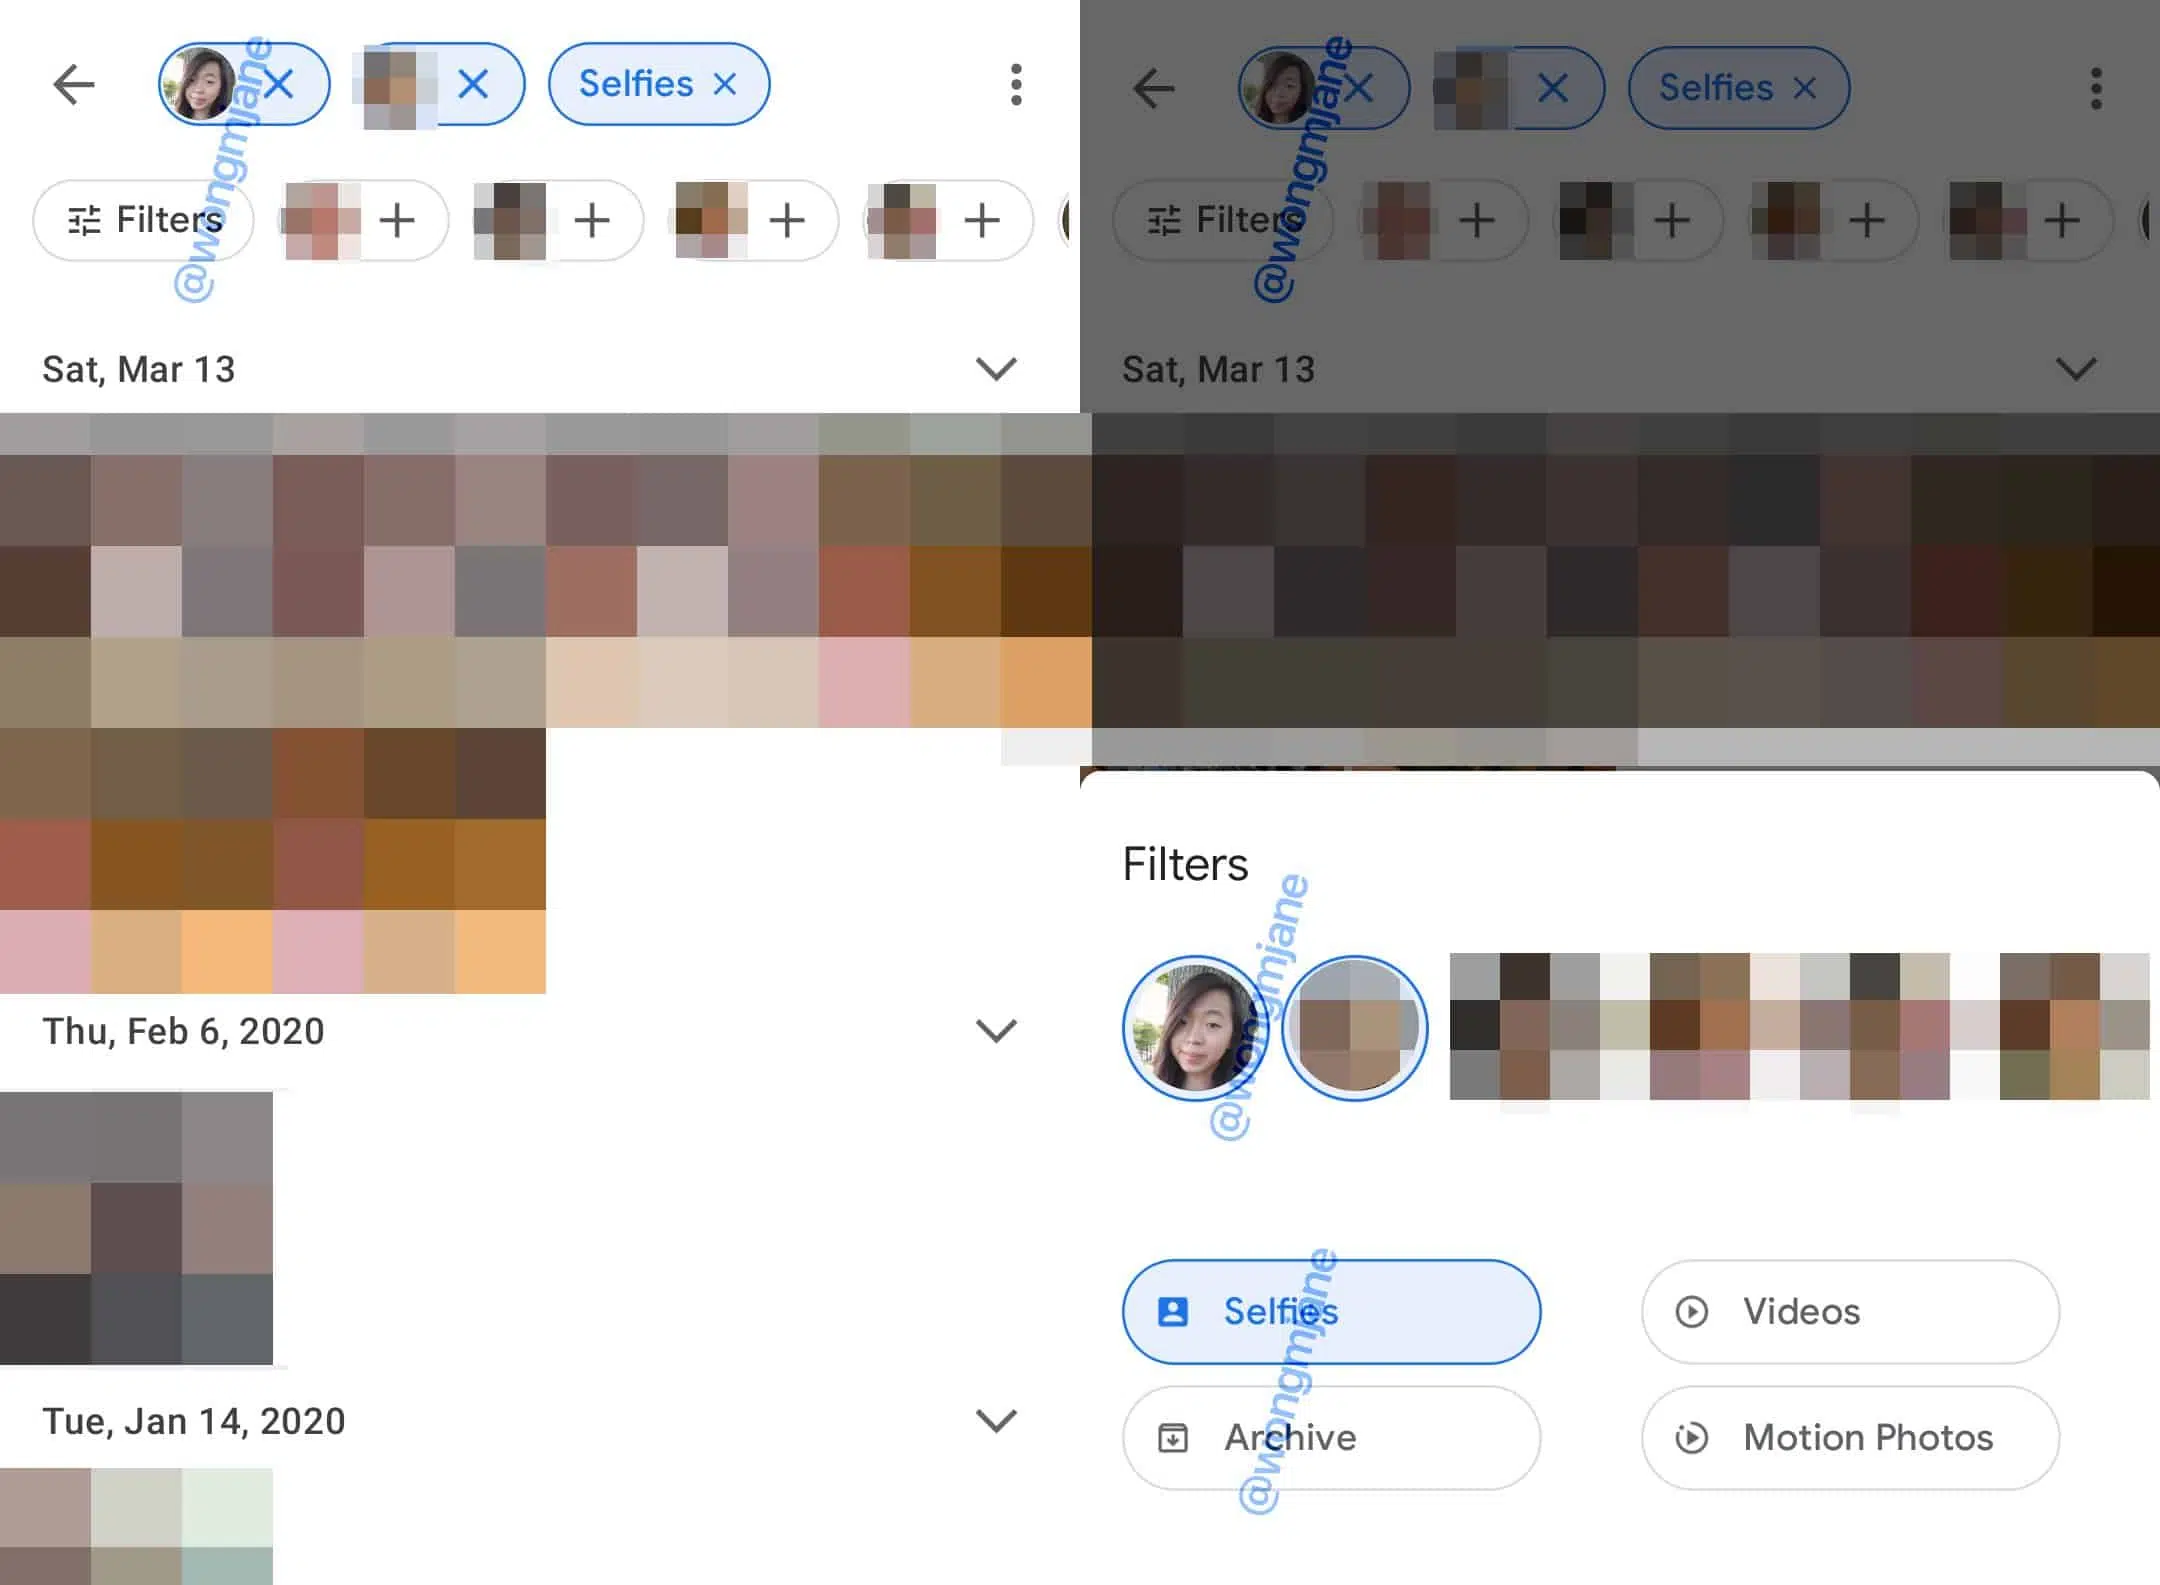 Selfies
Filters
@wongmjane
Sat, Mar 13
Thu, Feb 6, 2020
Tue, Jan 14, 2020
Selfies
Filters
@wongmjane
Sat, Mar 13
Filters
@wongmjane
Selfies
Videos
Archive
Motion Photos
@wongmjane